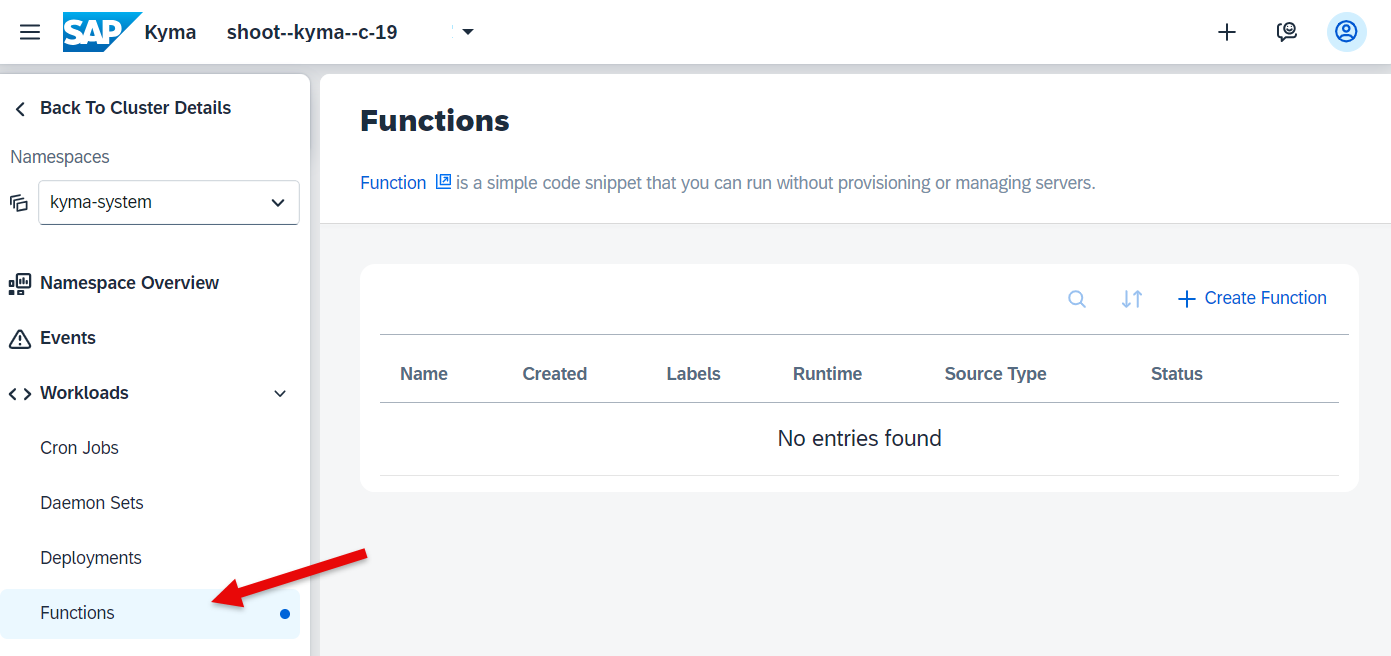 SAP Kyma shoot--kyma--c-19
Back To Cluster Details
Namespaces
kyma-system
Namespace Overview
Events
Workloads
Cron Jobs
Daemon Sets
Deployments
Functions
Functions
Function is a simple code snippet that you can run without provisioning or managing servers.
Create Function
Name Created Labels Runtime Source Type Status
No entries found